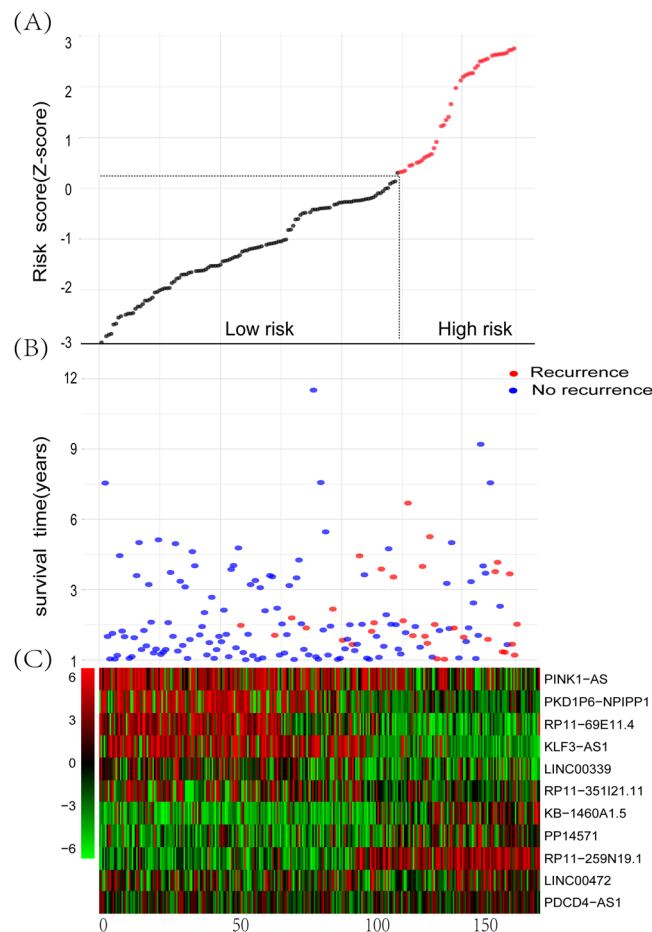 (A)
3
2
1
0
-1
-2
-3
Risk score(Z-score)
Low risk
High risk
(B)
Recurrence
No recurrence
12
9
6
3
1
survival time(years)
(C)
6
3
0
−3
−6
PINK1−AS
PKD1P6−NPIPP1
RP11−69E11.4
KLF3−AS1
LINC00339
RP11−351I21.11
KB−1460A1.5
PP14571
RP11−259N19.1
LINC00472
PDCD4−AS1
0 50 100 150